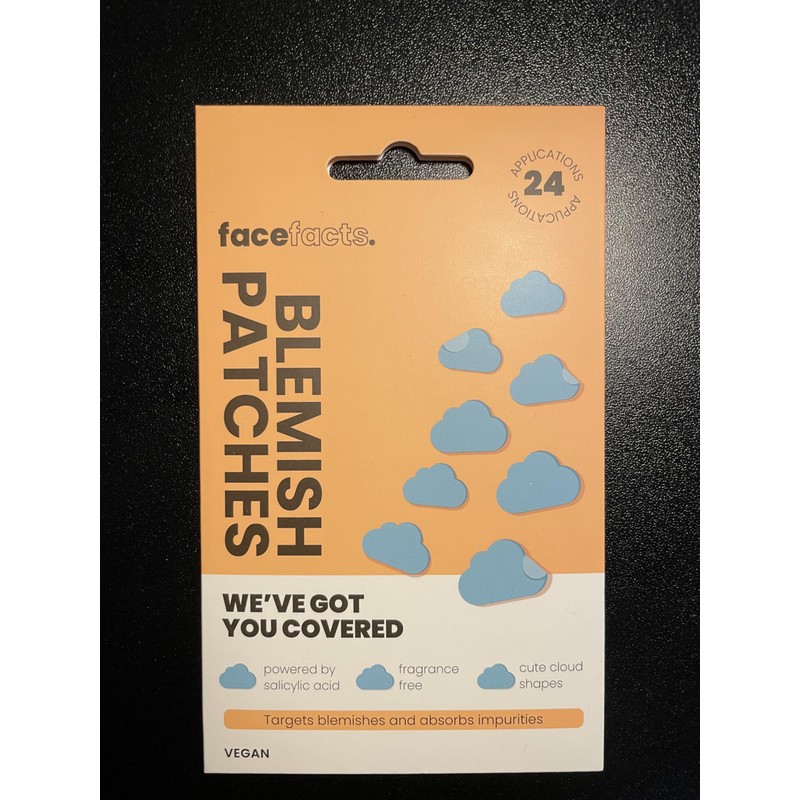 APPLICATIONS
24
APPLICATIONS
facefacts.
BLEMISH
PATCHES
WE'VE GOT
YOU COVERED
powered by
salicylic acid
fragrance
free
cute cloud
shapes
Targets blemishes and absorbs impurities
VEGAN